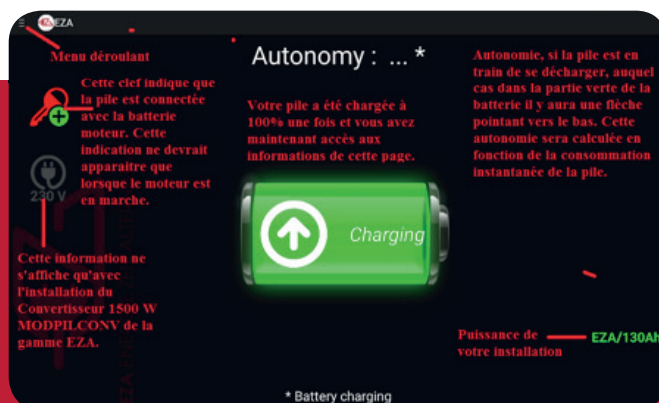 EZA
Menu déroulant
Autonomy : ... *
Cette clef indique que
la pile est connectée
avec la batterie
moteur. Cette
indication ne devrait
apparaitre que
lorsque le moteur est
en marche.
230 V
Cette information ne
s'affiche qu'avec
l'installation du
Convertisseur 1500 W
MODPILCONV de la
gamme EZA.
Votre pile a été chargée à
100% une fois et vous avez
maintenant accès aux
informations de cette page.
Charging
Autonomie, si la pile est en
train de se décharger, auquel
cas dans la partie verte de la
batterie il y aura une flèche
pointant vers le bas. Cette
autonomie sera calculée en
fonction de la consommation
instantanée de la pile.
Puissance de
votre installation
EZA/130Ah
* Battery charging